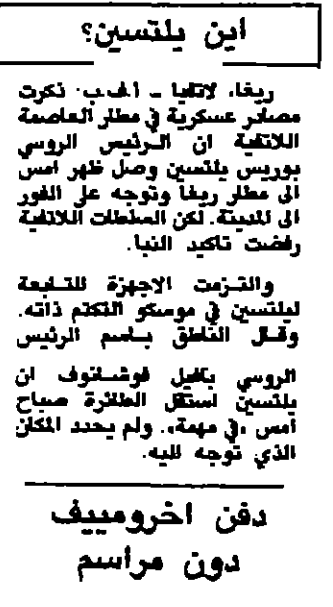 اين يلتسين؟
ريغا، لاتفيا - أ.ف.ب. ذكرت
مصادر عسكرية في مطار العاصمة
اللاتفية ان الرئيس الروسي
بوريس يلتسين وصل ظهر امس
الى مطار ريغا وتوجه على الفور
الى المدينة. لكن السلطات اللاتفية
رفضت تاكيد النبا.
والتزمت الاجهزة التابعة
ليلتسين في موسكو التكتم ذاته.
وقال الناطق باسم الرئيس
الروسي بافيل فوشانوف ان
يلتسين استقل الطائرة صباح
امس «في مهمة». ولم يحدد المكان
الذي توجه اليه.
دفن اخرومييف
دون مراسم